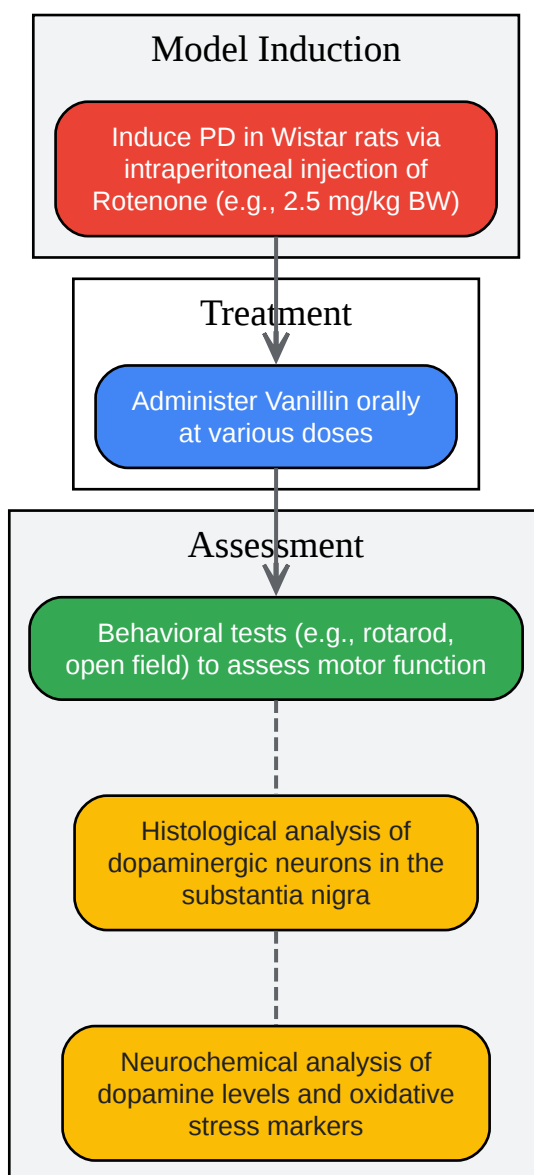 Model Induction
Induce PD in Wistar rats via
intraperitoneal injection of
Rotenone (e.g., 2.5 mg/kg BW)
Treatment
Administer Vanillin orally
at various doses
Assessment
Behavioral tests (e.g., rotarod,
open field) to assess motor function
Histological analysis of
dopaminergic neurons in the
substantia nigra
Neurochemical analysis of
dopamine levels and oxidative
stress markers